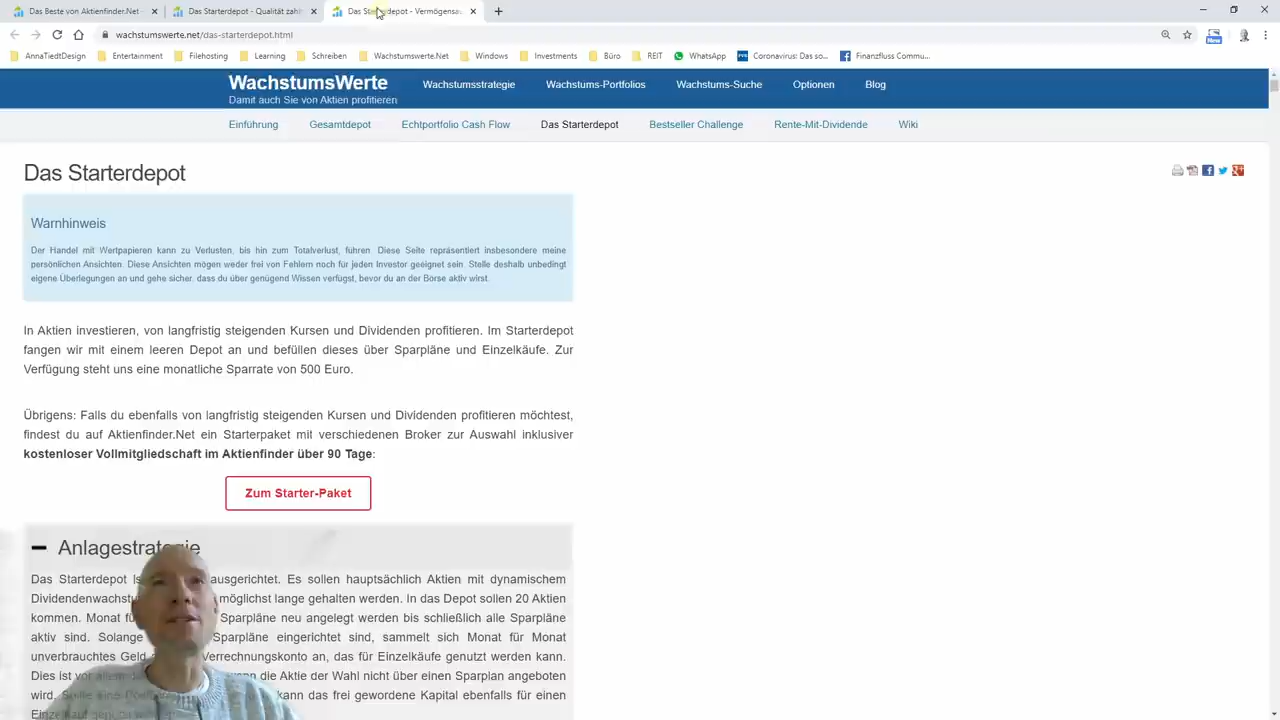 Das Beste von Aktienfinder.Net -
Das Starterdepot - Qualität zahl
Das Starterdepot - Vermögensa
wachstumswerte.net/das-starterdepot.html
AnnaTiedtDesign
Entertainment
Filehosting
Learning
Schreiben
Wachstumswerte.Net
Windows
Investments
Büro
REIT
WhatsApp
Coronavirus: Das so...
Finanzfluss Commu...
WachstumsWerte
Damit auch Sie von Aktien profitieren
Wachstumsstrategie
Wachstums-Portfolios
Wachstums-Suche
Optionen
Blog
Einführung
Gesamtdepot
Echtportfolio Cash Flow
Das Starterdepot
Bestseller Challenge
Rente-Mit-Dividende
Wiki
Das Starterdepot
Warnhinweis
Der Handel mit Wertpapieren kann zu Verlusten, bis hin zum Totalverlust, führen. Diese Seite repräsentiert insbesondere meine
persönlichen Ansichten. Diese Ansichten mögen weder frei von Fehlern noch für jeden Investor geeignet sein. Stelle deshalb unbedingt
eigene Überlegungen an und gehe sicher, dass du über genügend Wissen verfügst, bevor du an der Börse aktiv wirst.
In Aktien investieren, von langfristig steigenden Kursen und Dividenden profitieren. Im Starterdepot
fangen wir mit einem leeren Depot an und befüllen dieses über Sparpläne und Einzelkäufe. Zur
Verfügung steht uns eine monatliche Sparrate von 500 Euro.
Übrigens: Falls du ebenfalls von langfristig steigenden Kursen und Dividenden profitieren möchtest,
findest du auf Aktienfinder.Net ein Starterpaket mit verschiedenen Broker zur Auswahl inklusiver
kostenloser Vollmitgliedschaft im Aktienfinder über 90 Tage:
Zum Starter-Paket
Anlagestrategie
Das Starterdepot ausgerichtet. Es sollen hauptsächlich Aktien mit dynamischem
möglichst lange gehalten werden. In das Depot sollen 20 Aktien
kommen. Monat Sparpläne neu angelegt werden bis schließlich alle Sparpläne
aktiv sind. Solange Sparpläne eingerichtet sind, sammelt sich Monat für Monat
unverbrauchtes Geld Verrechnungskonto an, das für Einzelkäufe genutzt werden kann.
Dies ist vor die Aktie der Wahl nicht über einen Sparplan angeboten
wird. kann das frei gewordene Kapital ebenfalls für einen